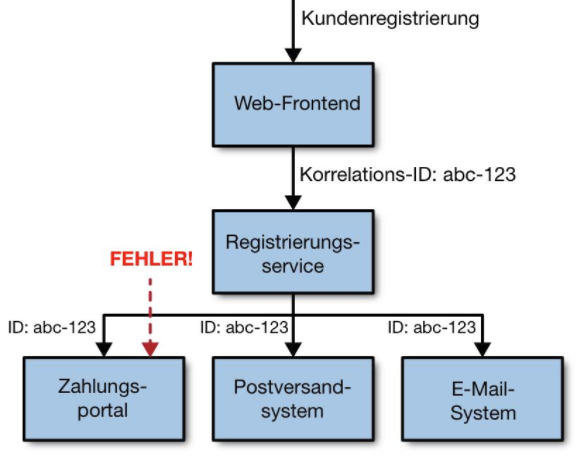 Kundenregistrierung
Web-Frontend
Korrelations-ID: abc-123
Registrierungs-
service
FEHLER!
ID: abc-123
ID: abc-123
ID: abc-123
Zahlungs-
portal
Postversand-
system
E-Mail-
System